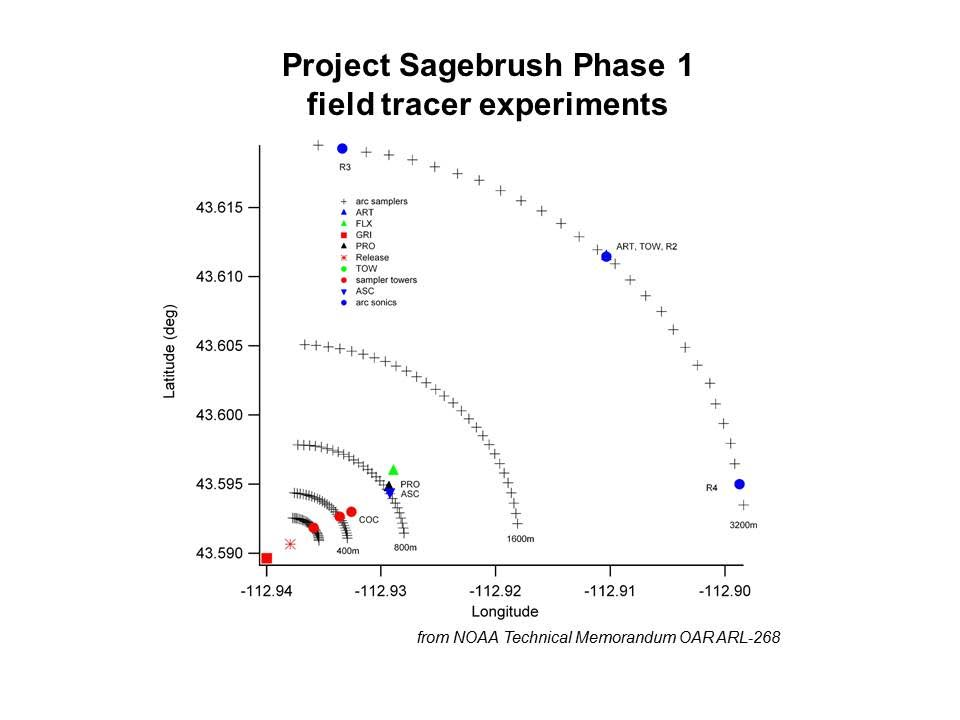 Project Sagebrush Phase 1
field tracer experiments
R3
arc samplers
ART
FLX
GRI
PRO
Release
TOW
sampler towers
ASC
arc sonics
ART, TOW, R2
43.615
43.610
43.605
43.600
43.595
43.590
Latitude (deg)
PRO
ASC
COC
R4
400m
800m
1600m
3200m
-112.94
-112.93
-112.92
-112.91
-112.90
Longitude
from NOAA Technical Memorandum OAR ARL-268